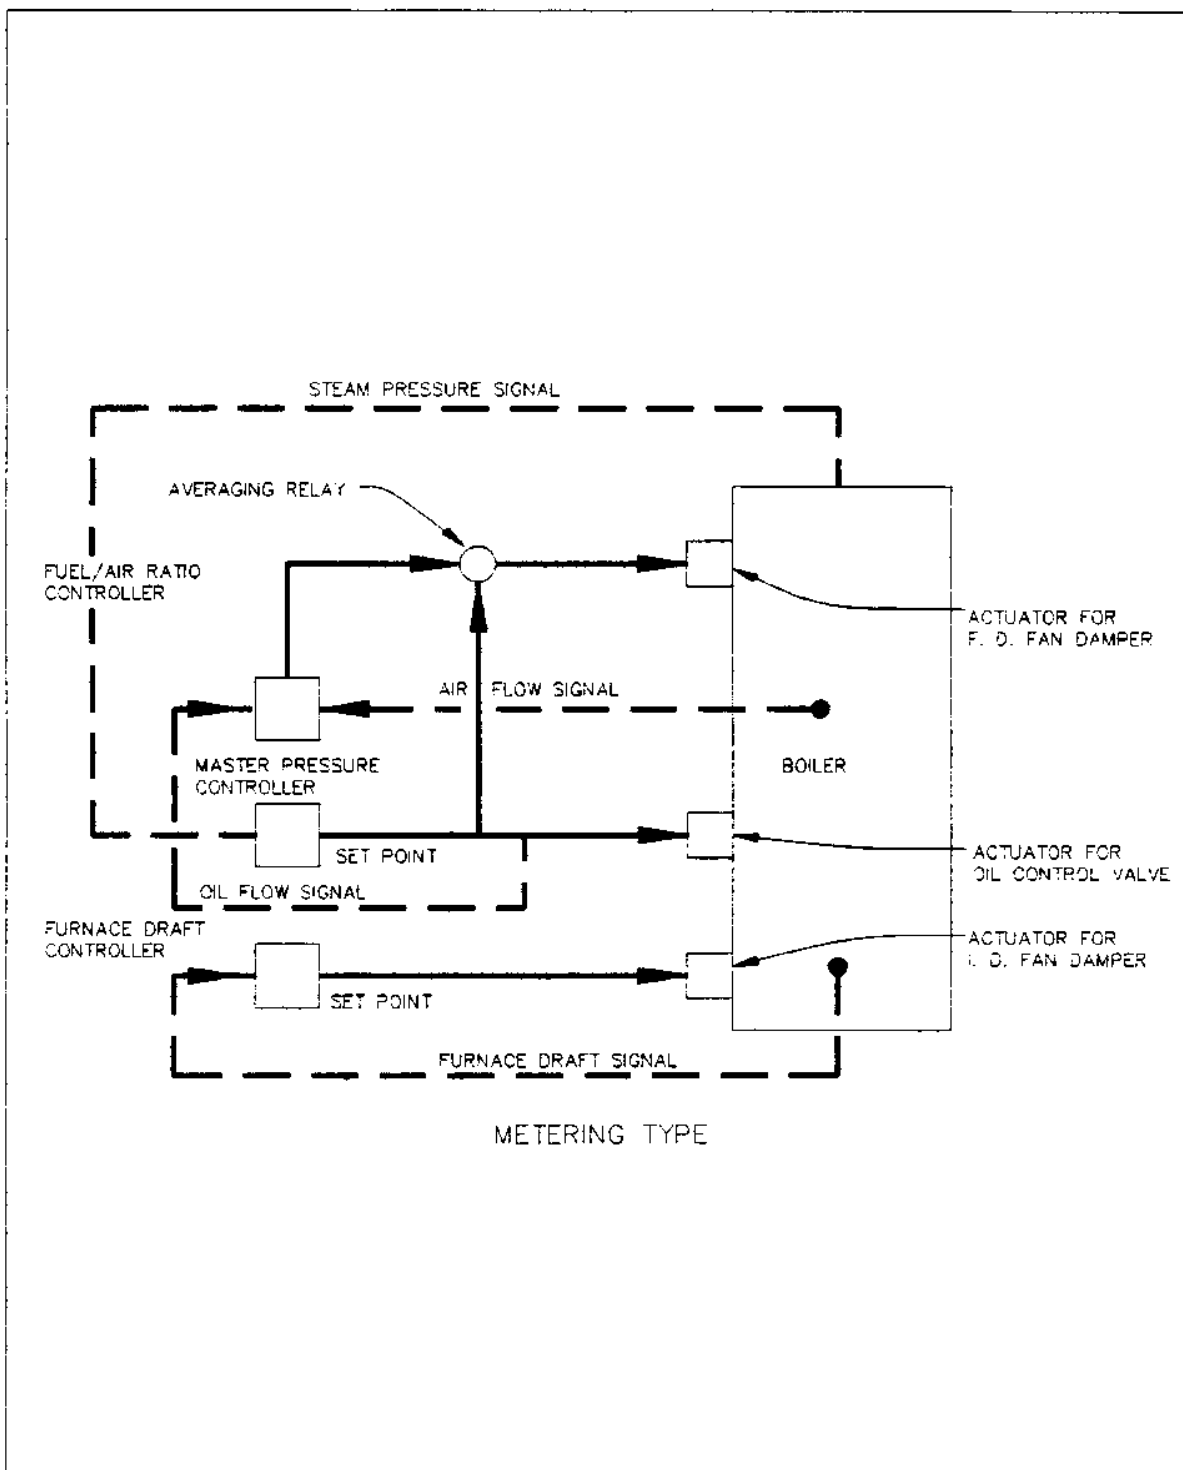 STEAM PRESSURE SIGNAL
AVERAGING RELAY
FUEL/AIR RATIO
CONTROLLER
ACTUATOR FOR
F. D. FAN DAMPER
AIR FLOW SIGNAL
MASTER PRESSURE
CONTROLLER
BOILER
SET POINT
ACTUATOR FOR
OIL CONTROL VALVE
OIL FLOW SIGNAL
FURNACE DRAFT
CONTROLLER
ACTUATOR FOR
I. D. FAN DAMPER
SET POINT
FURNACE DRAFT SIGNAL
METERING TYPE